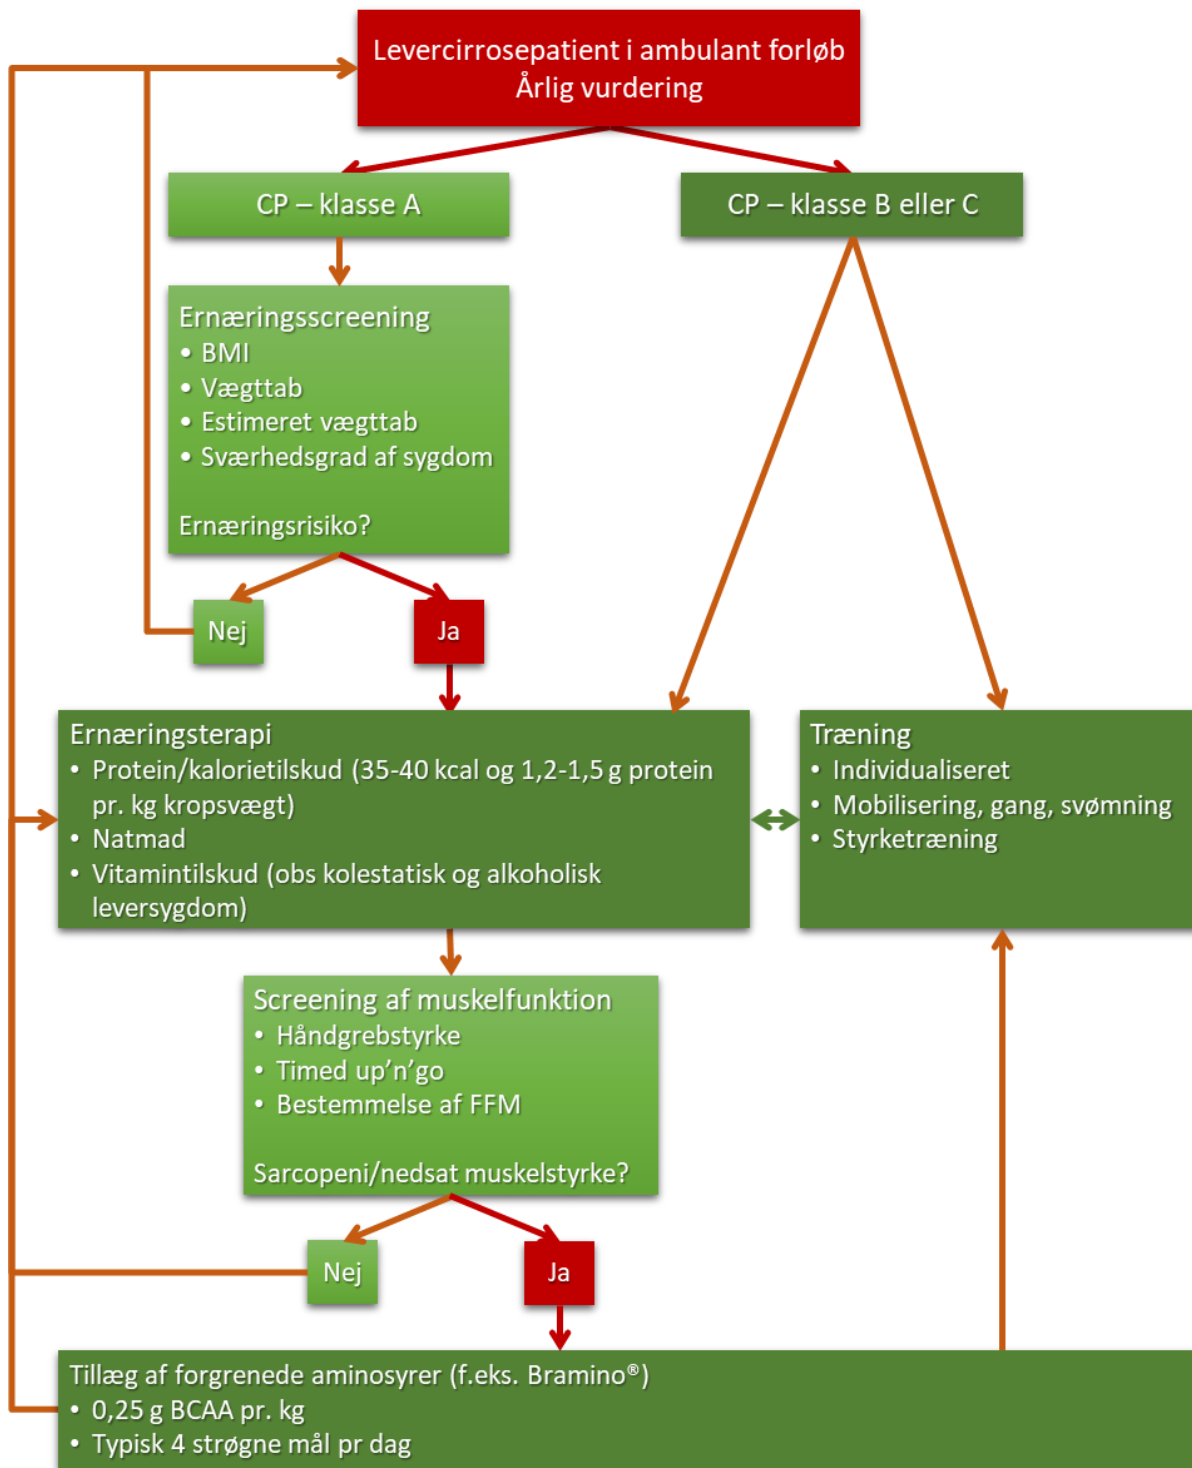 Levercirrosepatient i ambulant forløb
Årlig vurdering
CP – klasse A
CP – klasse B eller C
Ernæringsscreening
• BMI
• Vægttab
• Estimeret vægttab
• Sværhedsgrad af sygdom
Ernæringsrisiko?
Nej
Ja
Ernæringsterapi
• Protein/kalorietilskud (35-40 kcal og 1,2-1,5 g protein
pr. kg kropsvægt)
• Natmad
• Vitamintilskud (obs kolestatisk og alkoholisk
leversygdom)
Træning
• Individualiseret
• Mobilisering, gang, svømning
• Styrketræning
Screening af muskelfunktion
• Håndgrebstyrke
• Timed up’n’go
• Bestemmelse af FFM
Sarcopeni/nedsat muskelstyrke?
Nej
Ja
Tillæg af forgrenede aminosyrer (f.eks. Bramino®)
• 0,25 g BCAA pr. kg
• Typisk 4 strøgne mål pr dag